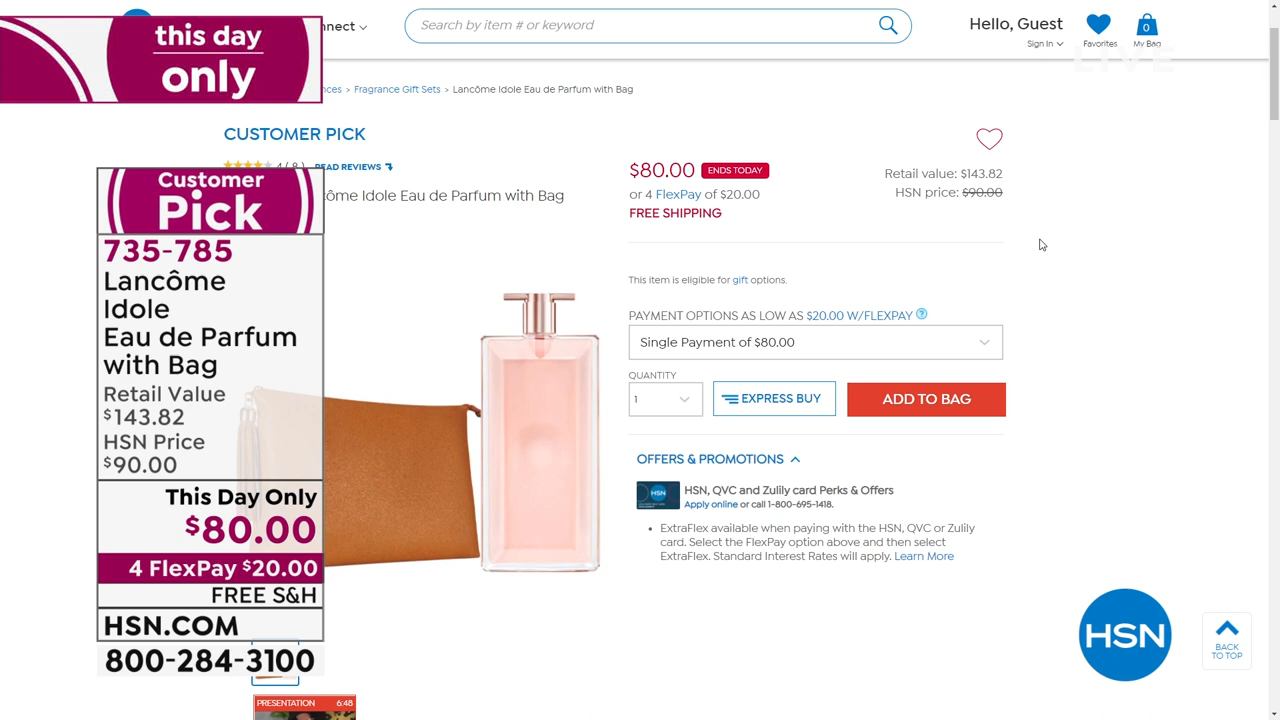 nnect
Search by item # or keyword
Hello, Guest
Sign In
Favorites
0
My Bag
LIVE
this day
only
nces > Fragrance Gift Sets > Lancôme Idole Eau de Parfum with Bag
CUSTOMER PICK
4 ( 8 ) READ REVIEWS
côme Idole Eau de Parfum with Bag
$80.00 ENDS TODAY
or 4 FlexPay of $20.00
FREE SHIPPING
Retail value: $143.82
HSN price: $90.00
This item is eligible for gift options.
PAYMENT OPTIONS AS LOW AS $20.00 W/FLEXPAY ?
Single Payment of $80.00
QUANTITY
1
EXPRESS BUY
ADD TO BAG
OFFERS & PROMOTIONS
HSN
HSN, QVC and Zulily card Perks & Offers
Apply online or call 1-800-695-1418.
• ExtraFlex available when paying with the HSN, QVC or Zulily
card. Select the FlexPay option above and then select
ExtraFlex. Standard Interest Rates will apply. Learn More
Customer
Pick
735-785
Lancôme
Idole
Eau de Parfum
with Bag
Retail Value
$143.82
HSN Price
$90.00
This Day Only
$80.00
4 FlexPay $20.00
FREE S&H
HSN.COM
800-284-3100
PRESENTATION 6:48
HSN
BACK
TO TOP